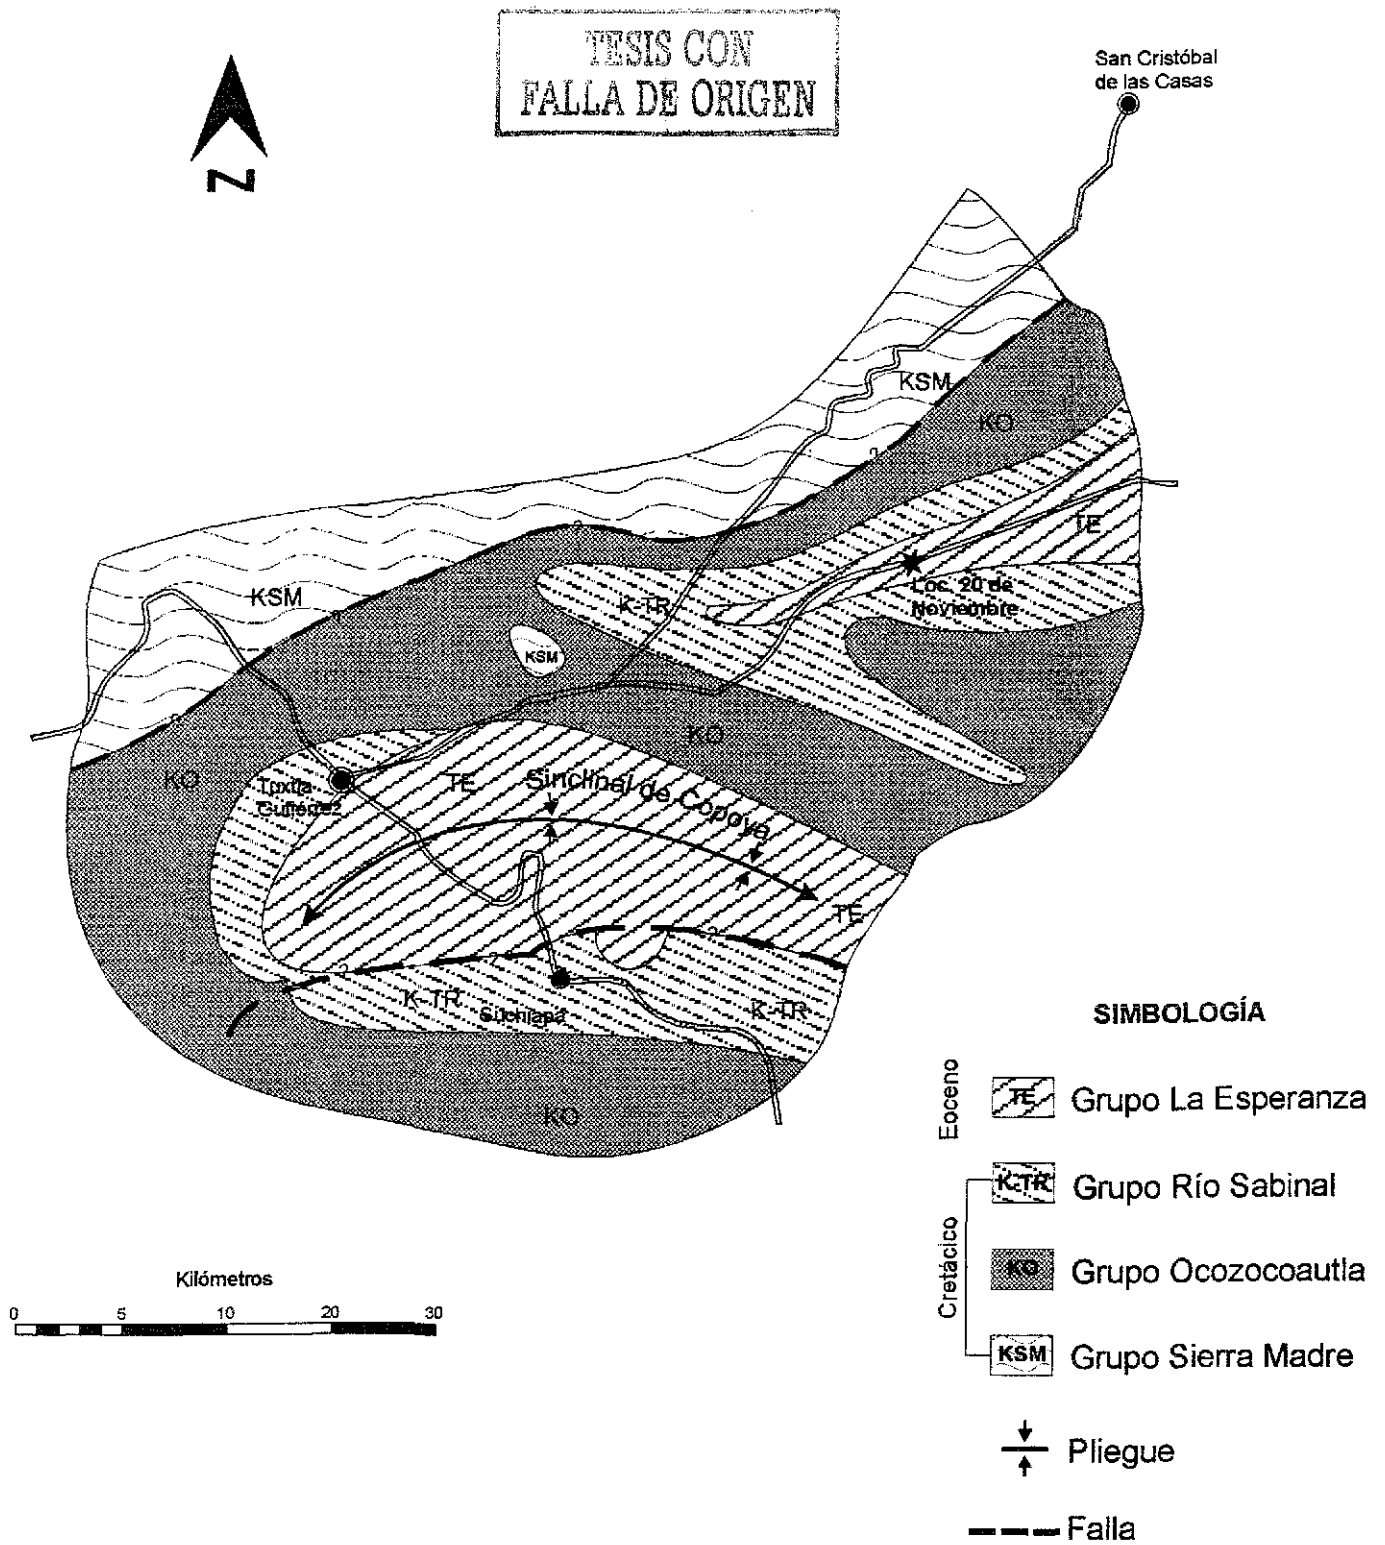 TESIS CON
FALLA DE ORIGEN
San Cristóbal
de las Casas
N
KSM
KO
?
TE
Loc. 20 de
Noviembre
K-TR
KSM
?
KSM
?
KO
?
KO
Tuxtla
Gutiérrez
TE
Sinclinal de Copoya
TE
?
?
?
K-TR
Suchiapa
K-TR
KO
SIMBOLOGÍA
Eoceno
TE Grupo La Esperanza
Cretácico
K-TR Grupo Río Sabinal
KO Grupo Ocozocoautla
KSM Grupo Sierra Madre
Pliegue
Falla
Kilómetros
0 5 10 20 30